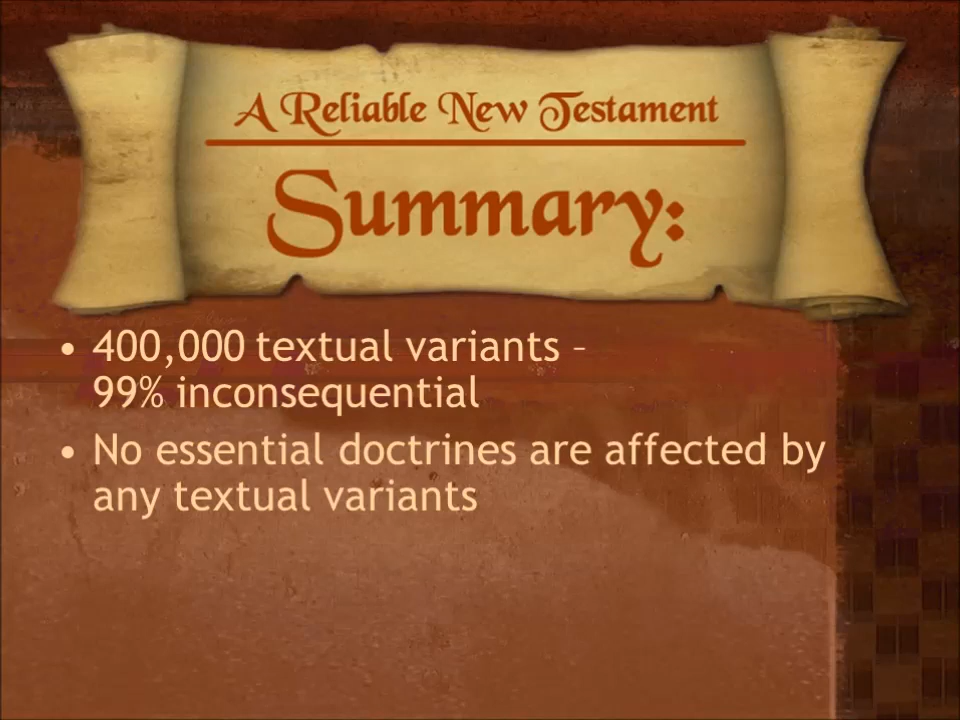 A Reliable New Testament
Summary:
• 400,000 textual variants –
99% inconsequential
• No essential doctrines are affected by
any textual variants